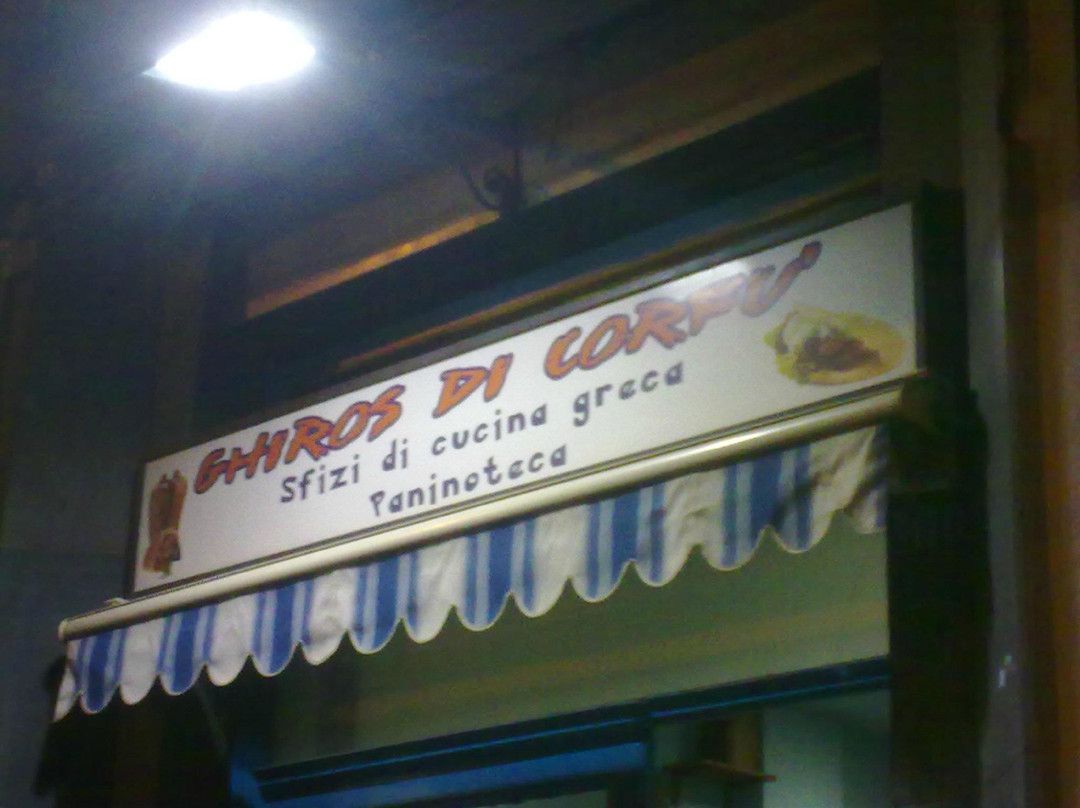 GHIROS DI CORFU'
Sfizi di cucina greca
Paninoteca